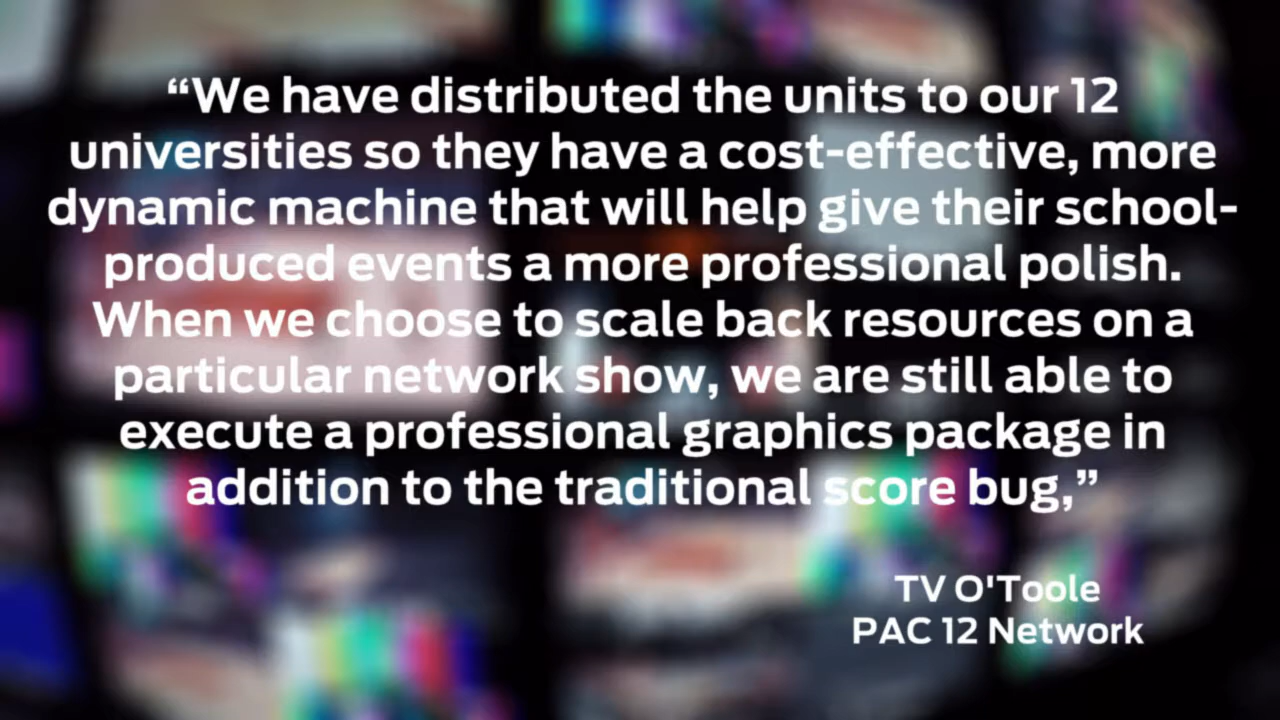 “We have distributed the units to our 12
universities so they have a cost-effective, more
dynamic machine that will help give their school-
produced events a more professional polish.
When we choose to scale back resources on a
particular network show, we are still able to
execute a professional graphics package in
addition to the traditional score bug,”
TV O'Toole
PAC 12 Network